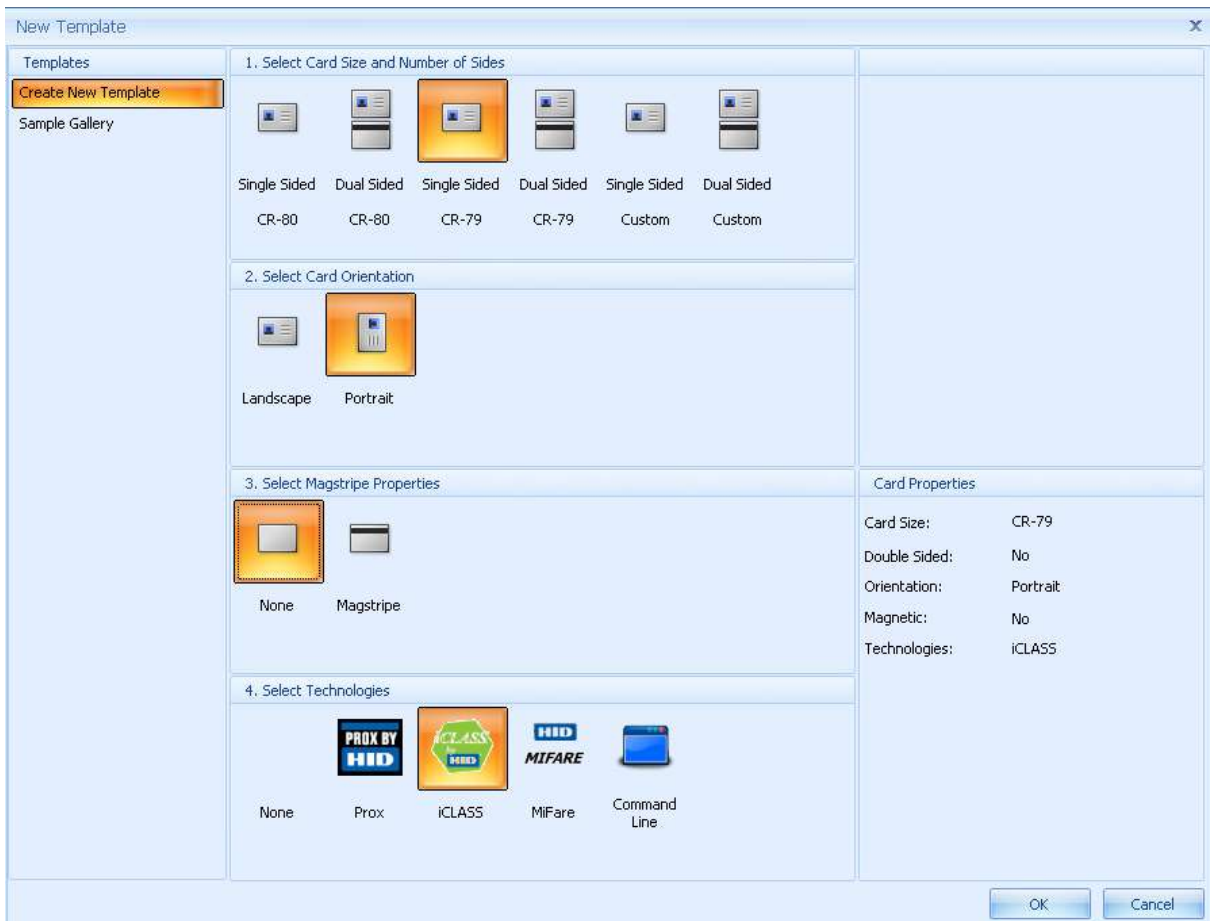 New Template
Templates
Create New Template
Sample Gallery
1. Select Card Size and Number of Sides
Single Sided Dual Sided Single Sided Dual Sided Single Sided Dual Sided
CR-80 CR-80 CR-79 CR-79 Custom Custom
2. Select Card Orientation
Landscape Portrait
3. Select Magstripe Properties
None Magstripe
4. Select Technologies
PROX BY
HID
iCLASS
by
HID
HID
MIFARE
None Prox iCLASS MiFare Command
Line
Card Properties
Card Size: CR-79
Double Sided: No
Orientation: Portrait
Magnetic: No
Technologies: iCLASS
OK Cancel